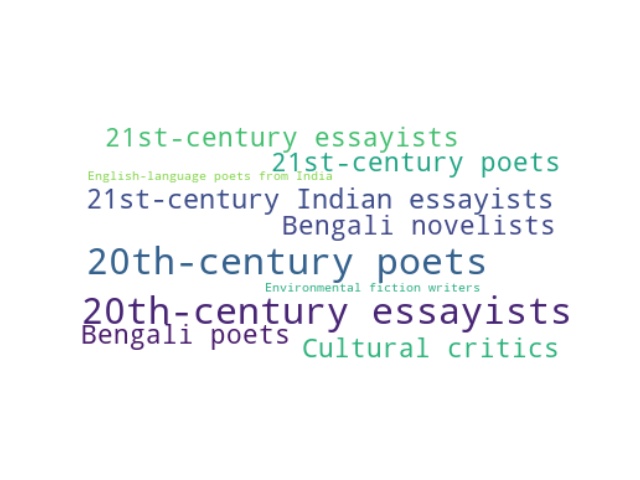 21st-century essayists
21st-century poets
English-language poets from India
21st-century Indian essayists
Bengali novelists
20th-century poets
Environmental fiction writers
20th-century essayists
Bengali poets
Cultural critics